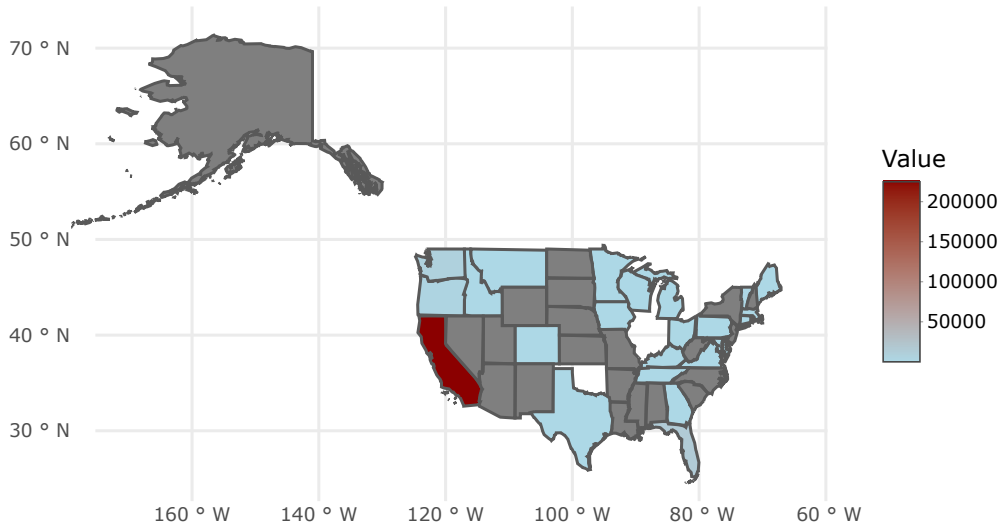 70 ° N
60 ° N
50 ° N
40 ° N
30 ° N
160 ° W 140 ° W 120 ° W 100 ° W 80 ° W 60 ° W
Value
200000
150000
100000
50000